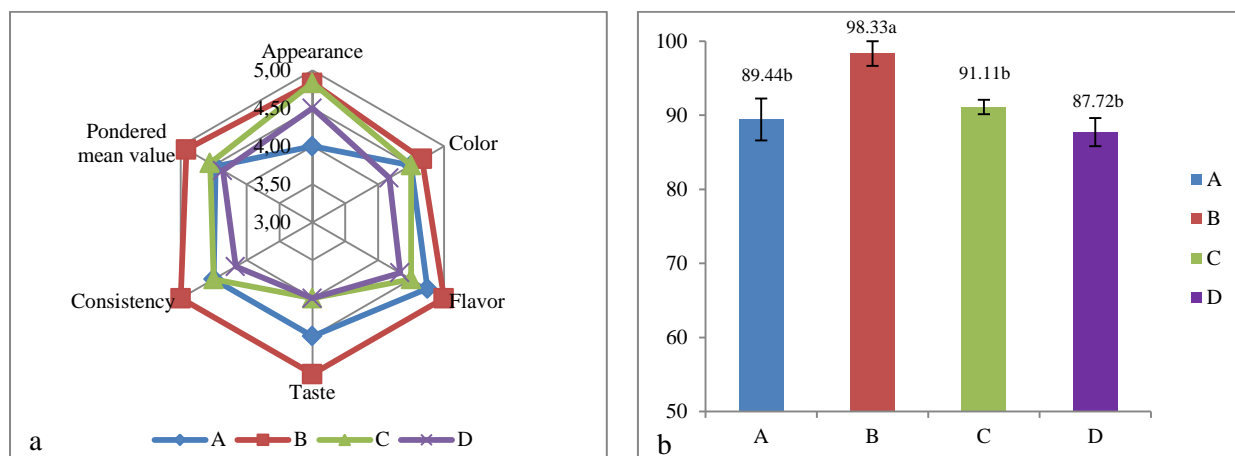 Appearance
5,00
4,50
4,00
3,50
3,00
Color
Flavor
Taste
Consistency
Pondered
mean value
A B C D
a
100
90
80
70
60
50
89.44b
98.33a
91.11b
87.72b
A B C D
A
B
C
D
b